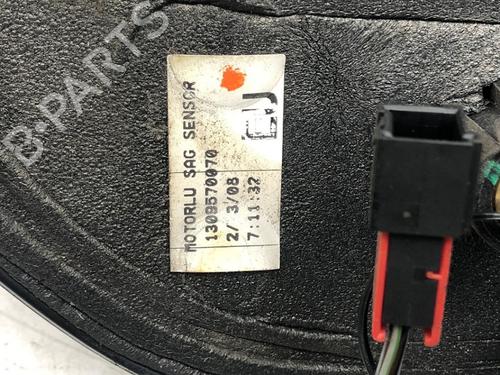 MOTORLU SAG SENSOR
1309570070
2/ 3/08
7:11:32
B-PARTS